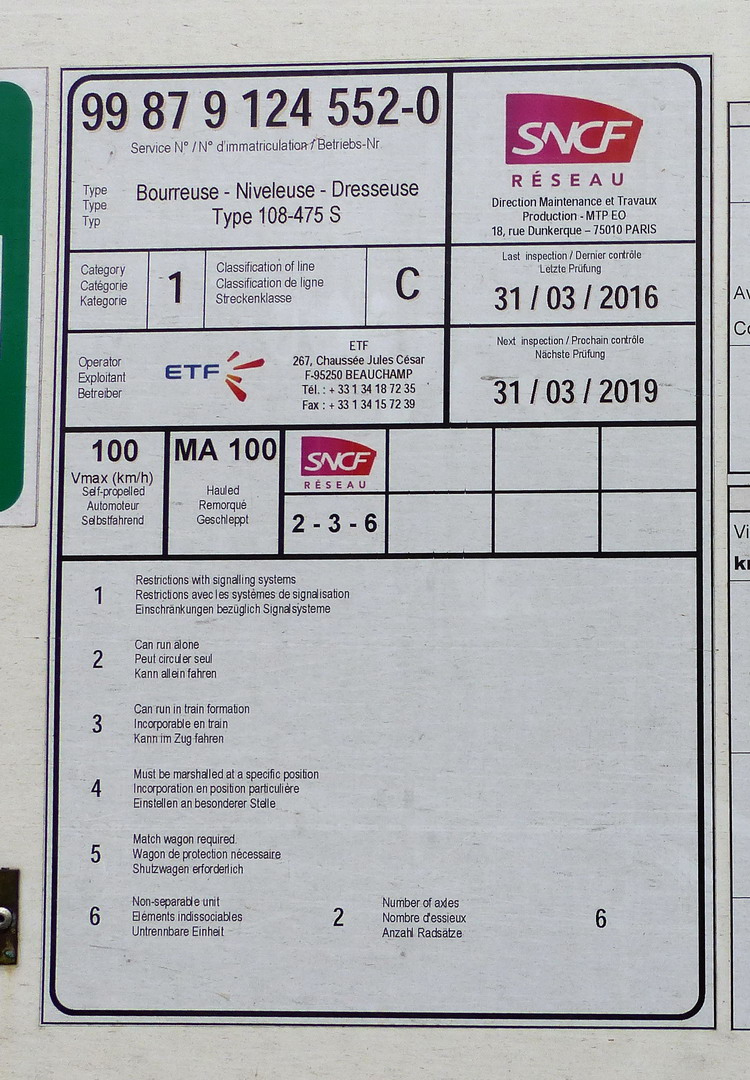 99 87 9 124 552-0
Service N° / N° d'immatriculation / Betriebs-Nr
Type
Type
Typ
Bourreuse - Niveleuse - Dresseuse
Type 108-475 S
SNCF
RÉSEAU
Direction Maintenance et Travaux
Production - MTP EO
18, rue Dunkerque – 75010 PARIS
Category
Catégorie
Kategorie
1
Classification of line
Classification de ligne
Streckenklasse
C
Last inspection / Dernier contrôle
Letzte Prüfung
31 / 03 / 2016
Operator
Exploitant
Betreiber
ETF
ETF
267, Chaussée Jules César
F-95250 BEAUCHAMP
Tél. : + 33 1 34 18 72 35
Fax : + 33 1 34 15 72 39
Next inspection / Prochain contrôle
Nächste Prüfung
31 / 03 / 2019
100
Vmax (km/h)
Self-propelled
Automoteur
Selbstfahrend
MA 100
Hauled
Remorqué
Geschleppt
SNCF
RÉSEAU
2 - 3 - 6
1
Restrictions with signalling systems
Restrictions avec les systèmes de signalisation
Einschränkungen bezüglich Signalsysteme
2
Can run alone
Peut circuler seul
Kann allein fahren
3
Can run in train formation
Incorporable en train
Kann im Zug fahren
4
Must be marshalled at a specific position
Incorporation en position particulière
Einstellen an besonderer Stelle
5
Match wagon required.
Wagon de protection nécessaire
Shutzwagen erforderlich
6
Non-separable unit
Eléments indissociables
Untrennbare Einheit
2
Number of axles
Nombre d'essieux
Anzahl Radsätze
6